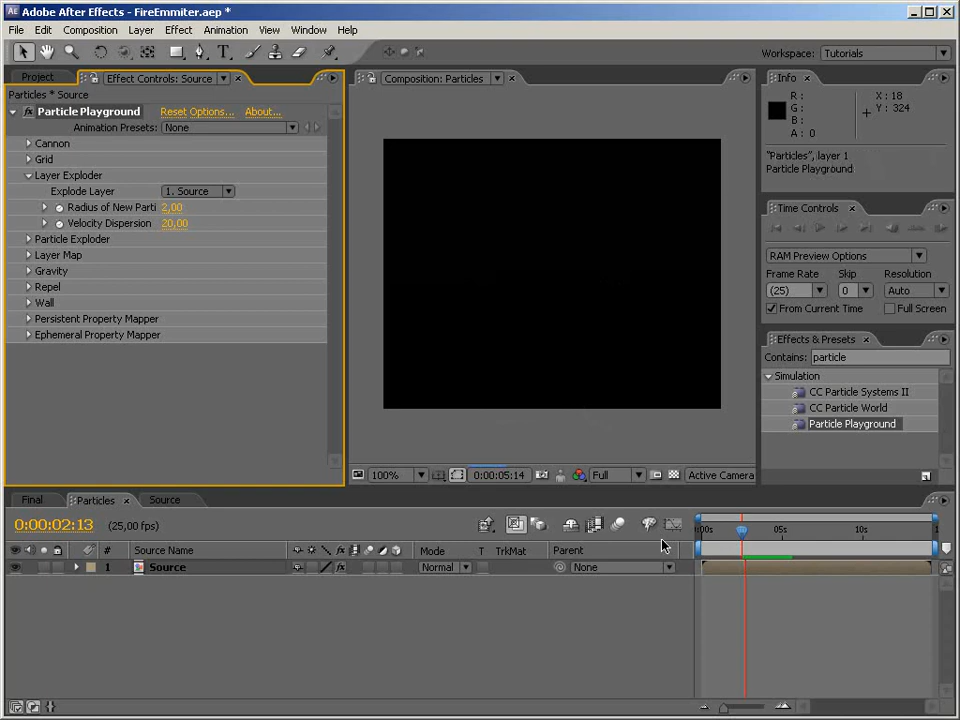 Adobe After Effects - FireEmmiter.aep *
File Edit Composition Layer Effect Animation View Window Help
Workspace: Tutorials
Project Effect Controls: Source
Particles * Source
Particle Playground Reset Options... About...
Animation Presets: None
Cannon
Grid
Layer Exploder
Explode Layer 1. Source
Radius of New Parti 2,00
Velocity Dispersion 20,00
Particle Exploder
Layer Map
Gravity
Repel
Wall
Persistent Property Mapper
Ephemeral Property Mapper
Composition: Particles
100% 0:00:05:14 Full Active Camera
Info
R: X: 18
G: Y: 324
B:
A: 0
"Particles", layer 1
Particle Playground
Time Controls
RAM Preview Options
Frame Rate Skip Resolution
(25) 0 Auto
From Current Time Full Screen
Effects & Presets
Contains: particle
Simulation
CC Particle Systems II
CC Particle World
Particle Playground
Final Particles Source
0:00:02:13 (25,00 fps)
:00s 05s 10s 1
# Source Name Mode T TrkMat Parent
1 Source Normal None